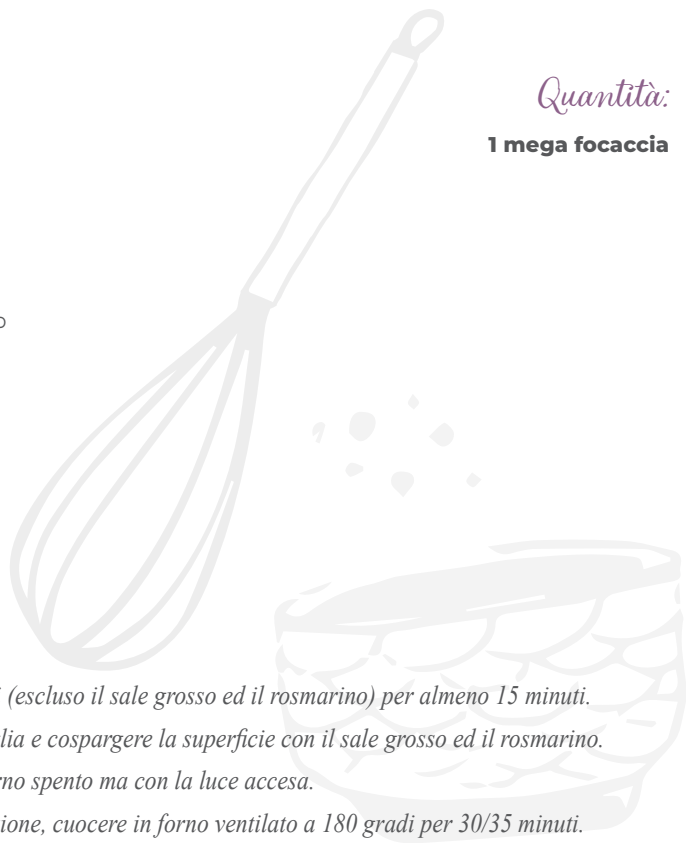 Quantità:
1 mega focaccia
o
(escluso il sale grosso ed il rosmarino) per almeno 15 minuti.
lia e cospargere la superficie con il sale grosso ed il rosmarino.
rno spento ma con la luce accesa.
ione, cuocere in forno ventilato a 180 gradi per 30/35 minuti.